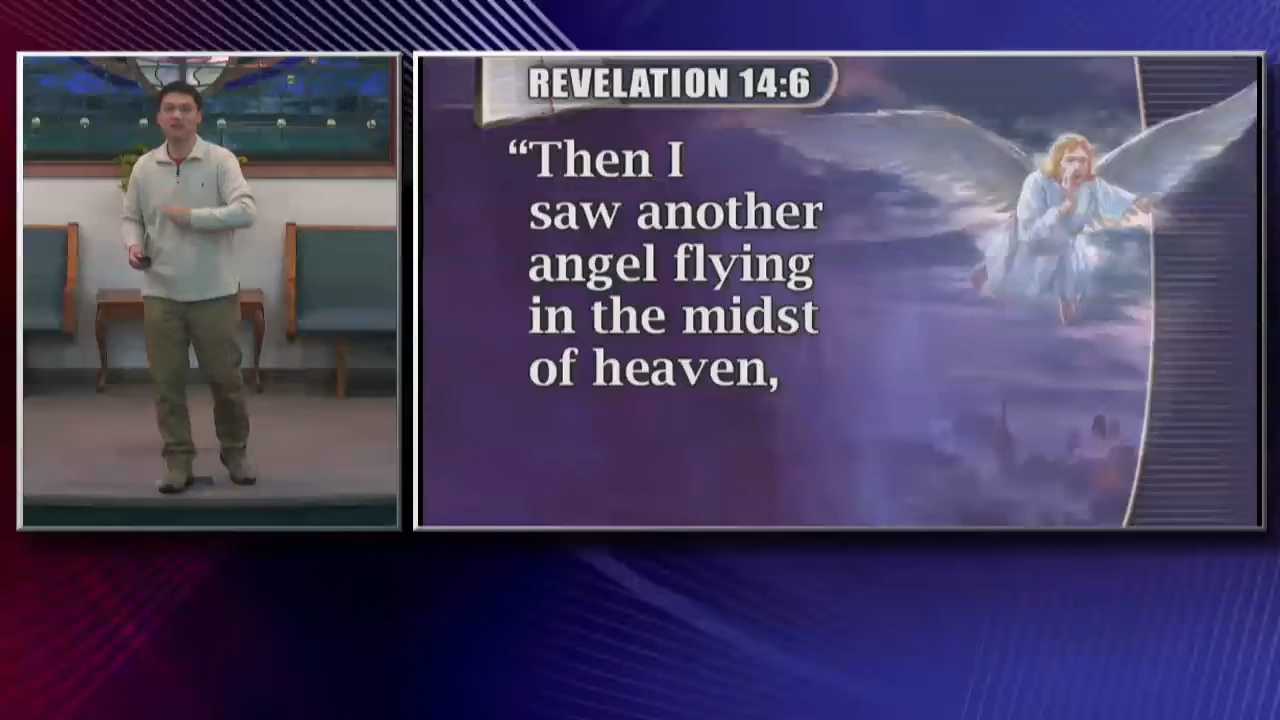 REVELATION 14:6
“Then I
saw another
angel flying
in the midst
of heaven,